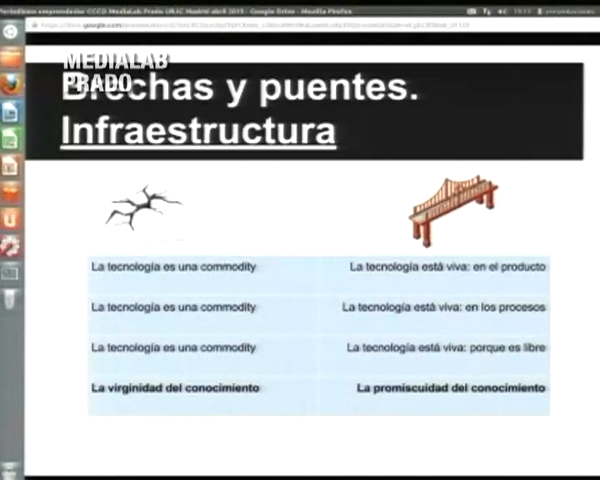 MEDIALAB
PRADO
Brechas y puentes.
Infraestructura
La tecnología es una commodity
La tecnología está viva: en el producto
La tecnología es una commodity
La tecnología está viva: en los procesos
La tecnología es una commodity
La tecnología está viva: porque es libre
La virginidad del conocimiento
La promiscuidad del conocimiento